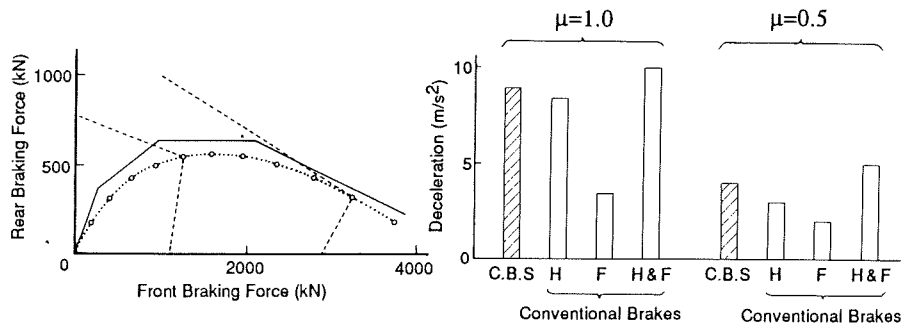 Rear Braking Force (kN)
1000
500
0
0
2000
4000
Front Braking Force (kN)
μ=1.0
μ=0.5
Deceleration (m/s²)
10
5
0
C.B.S H F H & F
Conventional Brakes
C.B.S H F H & F
Conventional Brakes